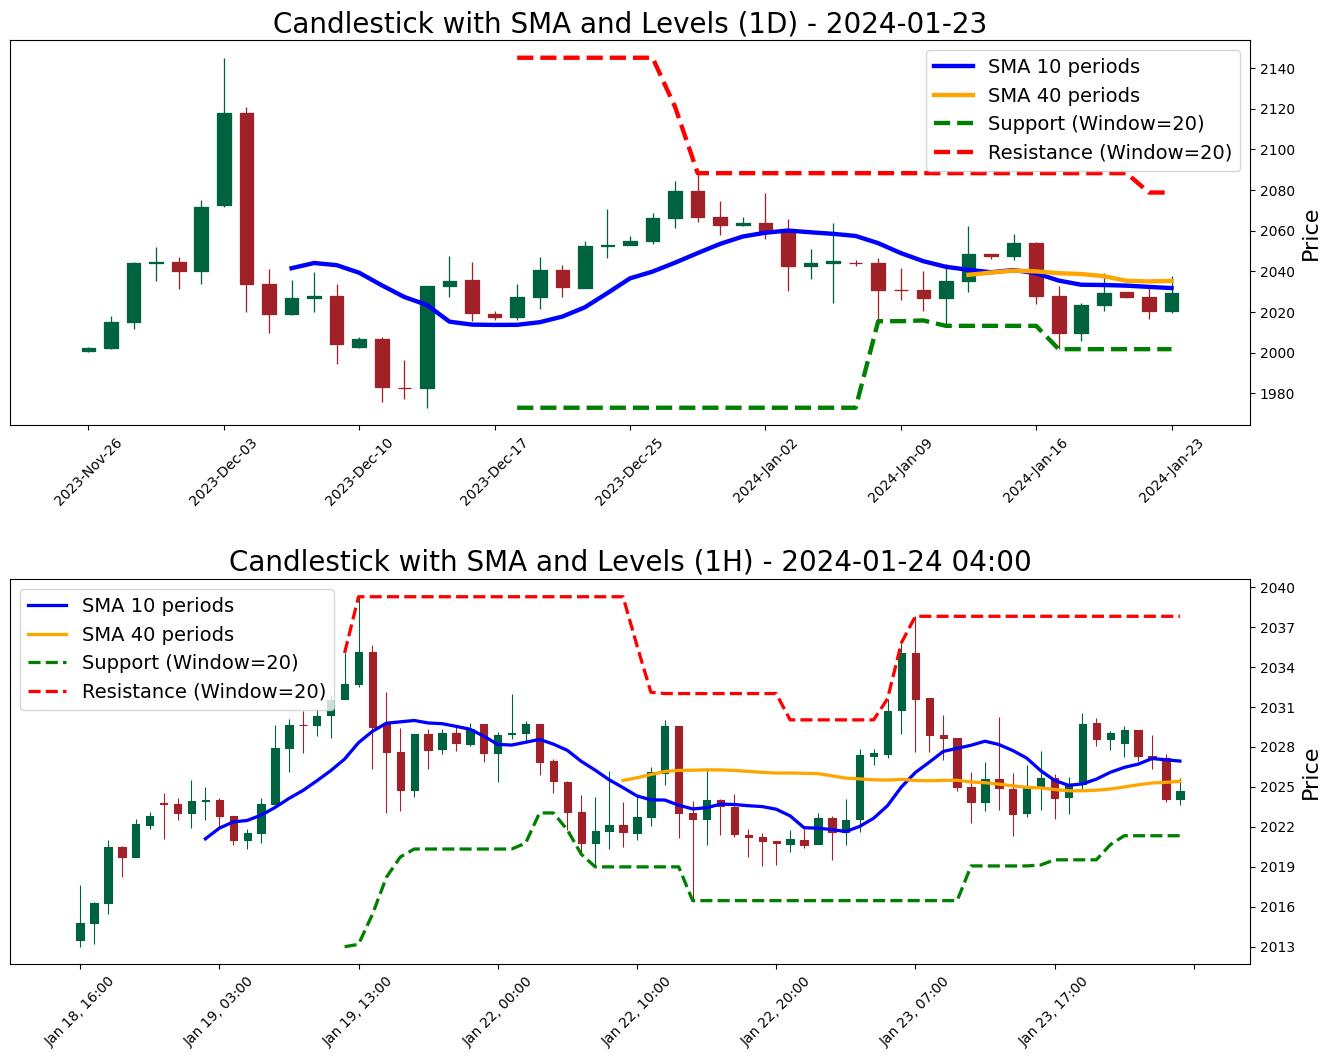 Candlestick with SMA and Levels (1D) - 2024-01-23
SMA 10 periods
SMA 40 periods
Support (Window=20)
Resistance (Window=20)
2140
2120
2100
2080
2060
2040
2020
2000
1980
Price
2023-Nov-26
2023-Dec-03
2023-Dec-10
2023-Dec-17
2023-Dec-25
2024-Jan-02
2024-Jan-09
2024-Jan-16
2024-Jan-23
Candlestick with SMA and Levels (1H) - 2024-01-24 04:00
SMA 10 periods
SMA 40 periods
Support (Window=20)
Resistance (Window=20)
2040
2037
2034
2031
2028
2025
2022
2019
2016
2013
Price
Jan 18, 16:00
Jan 19, 03:00
Jan 19, 13:00
Jan 22, 00:00
Jan 22, 10:00
Jan 22, 20:00
Jan 23, 07:00
Jan 23, 17:00